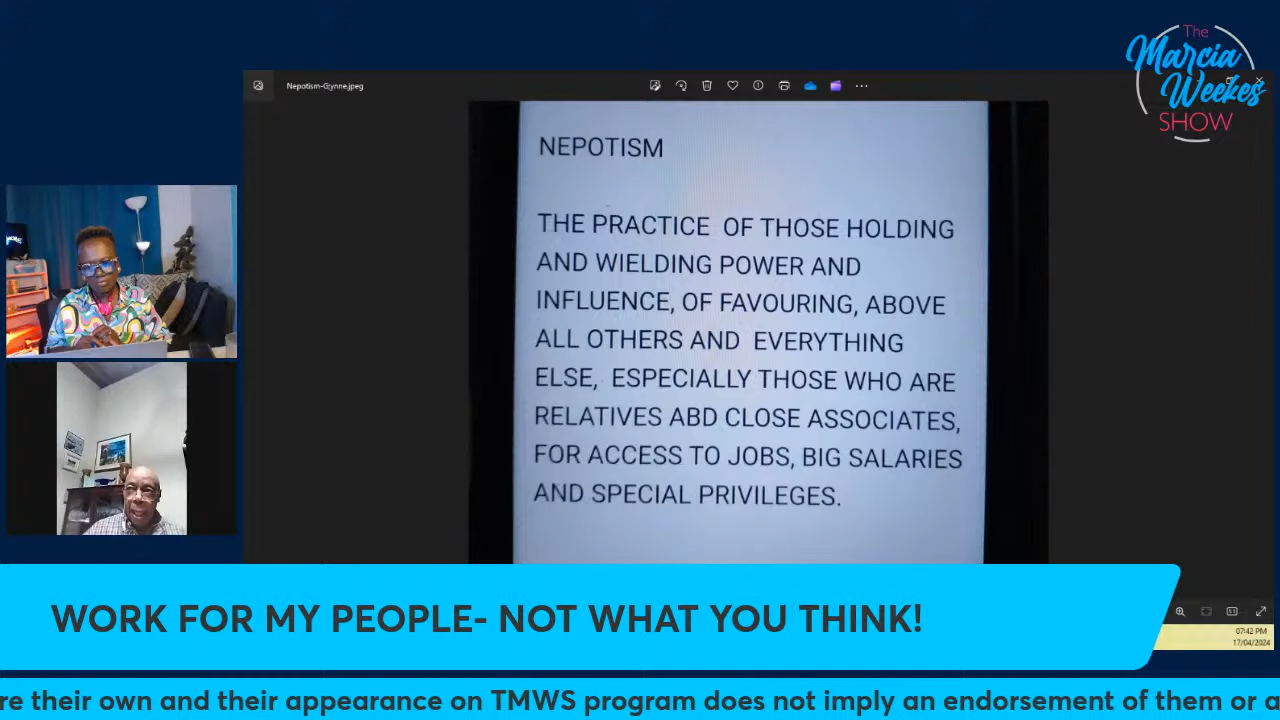 The
Marcia
Weekes
SHOW
Nepotism-Glynne.jpeg
NEPOTISM
THE PRACTICE OF THOSE HOLDING
AND WIELDING POWER AND
INFLUENCE, OF FAVOURING, ABOVE
ALL OTHERS AND EVERYTHING
ELSE, ESPECIALLY THOSE WHO ARE
RELATIVES ABD CLOSE ASSOCIATES,
FOR ACCESS TO JOBS, BIG SALARIES
AND SPECIAL PRIVILEGES.
WORK FOR MY PEOPLE- NOT WHAT YOU THINK!
07:42 PM
17/04/2024
re their own and their appearance on TMWS program does not imply an endorsement of them or a